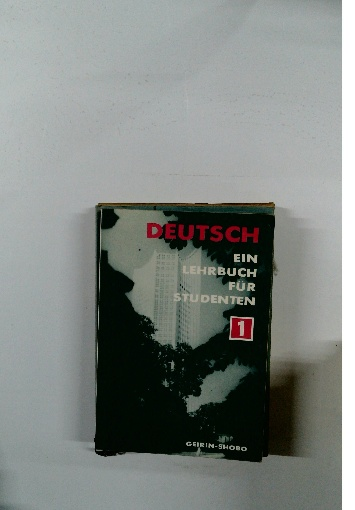 DEUTSCH
EIN
LEHRBUCH
FÜR
STUDENTEN
1
GEIRIN-SHOBO